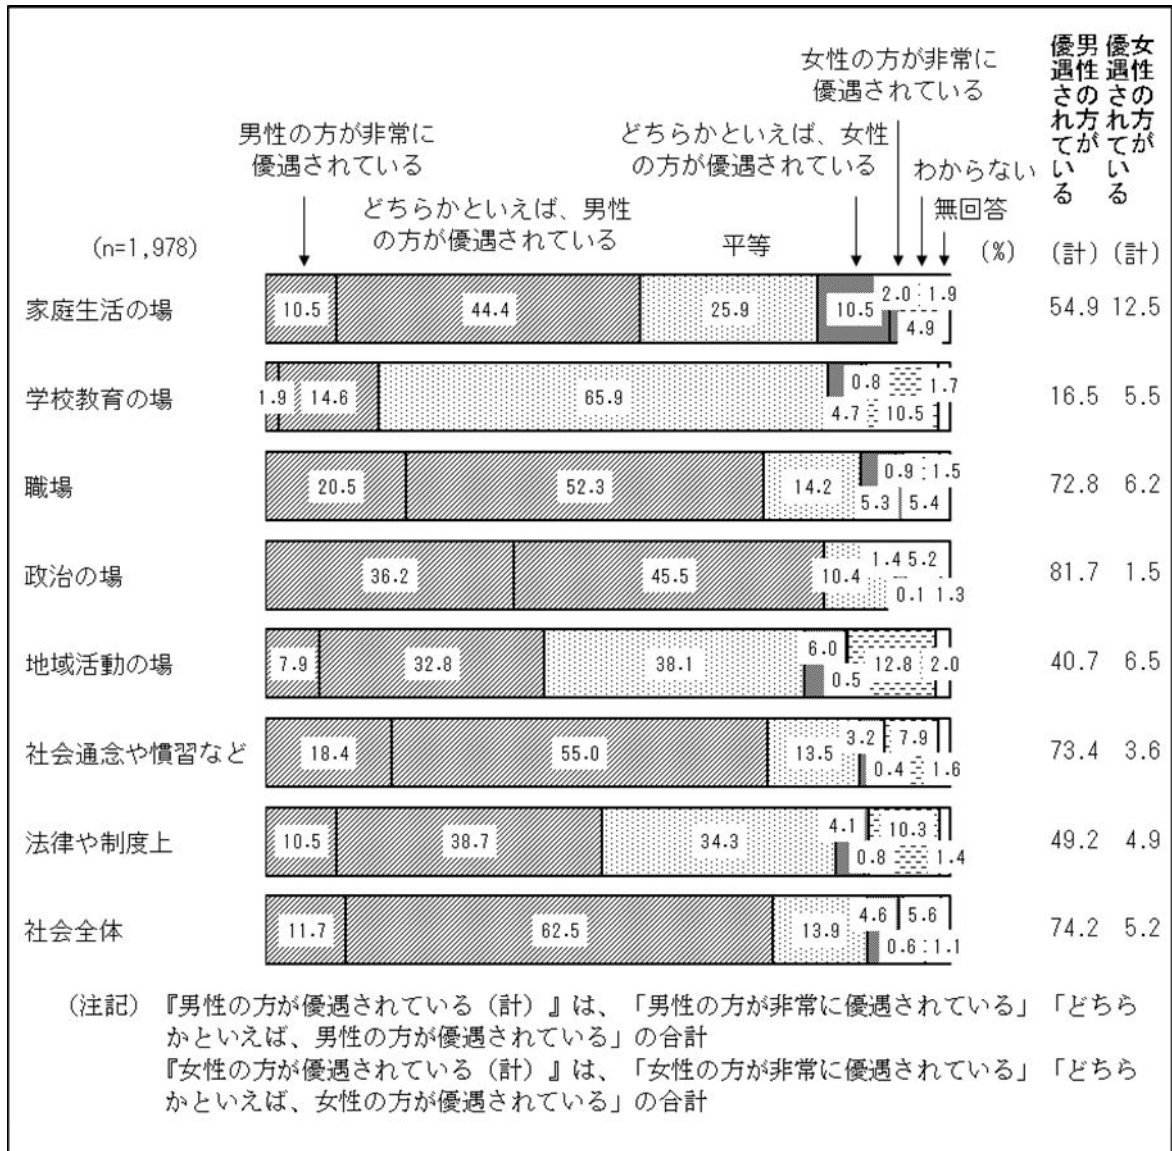 女性の方が非常に
優遇されている
男性の方が
優遇されている
女性の方が
優遇されている
男性の方が非常に
優遇されている
どちらかといえば、女性
の方が優遇されている
わからない
どちらかといえば、男性
の方が優遇されている
無回答
(n=1,978)
平等
(%)
(計) (計)
家庭生活の場 10.5 44.4 25.9 10.5 2.0 4.9 1.9 54.9 12.5
学校教育の場 1.9 14.6 65.9 4.7 0.8 10.5 1.7 16.5 5.5
職場 20.5 52.3 14.2 5.3 0.9 5.4 1.5 72.8 6.2
政治の場 36.2 45.5 10.4 1.4 0.1 5.2 1.3 81.7 1.5
地域活動の場 7.9 32.8 38.1 6.0 0.5 12.8 2.0 40.7 6.5
社会通念や慣習など 18.4 55.0 13.5 3.2 0.4 7.9 1.6 73.4 3.6
法律や制度上 10.5 38.7 34.3 4.1 0.8 10.3 1.4 49.2 4.9
社会全体 11.7 62.5 13.9 4.6 0.6 5.6 1.1 74.2 5.2
(注記) 『男性の方が優遇されている(計)』は、「男性の方が非常に優遇されている」「どちら
かといえば、男性の方が優遇されている」の合計
『女性の方が優遇されている(計)』は、「女性の方が非常に優遇されている」「どちら
かといえば、女性の方が優遇されている」の合計